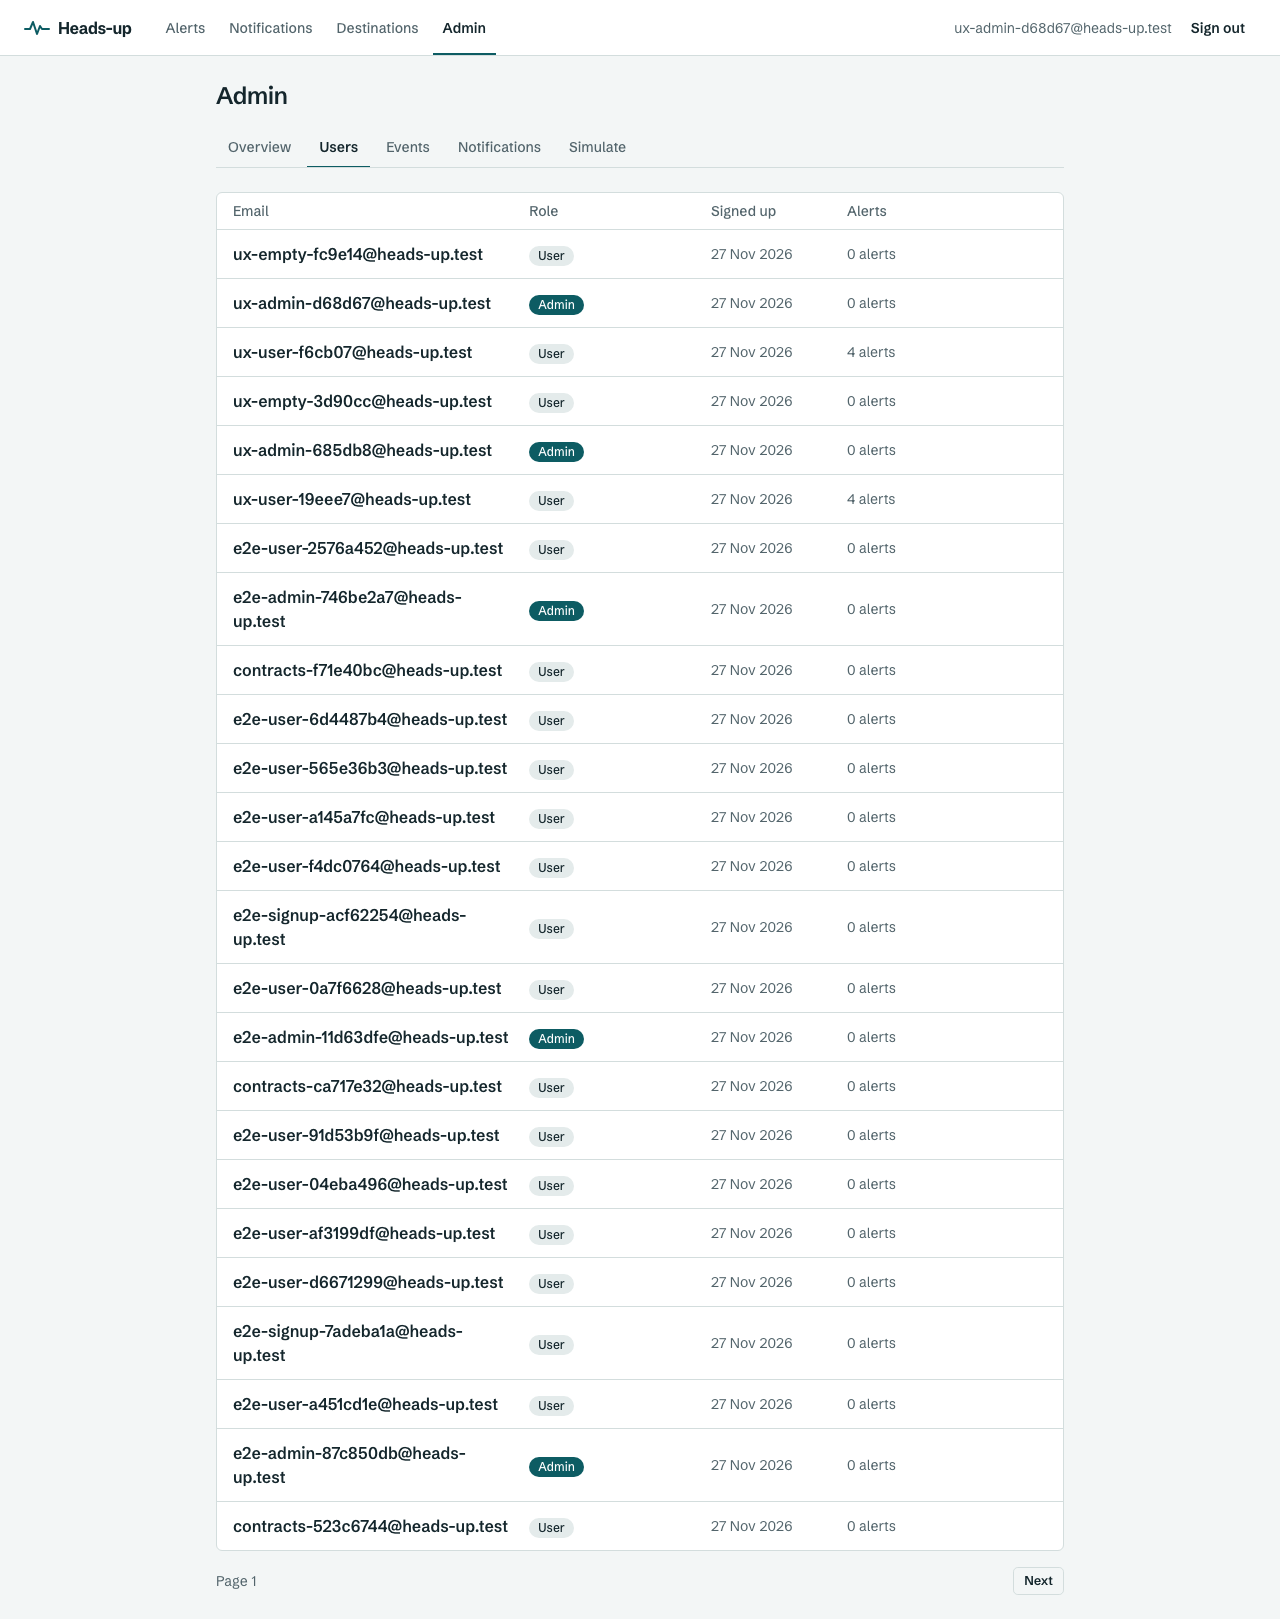 Heads-up Alerts Notifications Destinations Admin ux-admin-d68d67@heads-up.test Sign out
Admin
Overview Users Events Notifications Simulate
Email Role Signed up Alerts
ux-empty-fc9e14@heads-up.test User 27 Nov 2026 0 alerts
ux-admin-d68d67@heads-up.test Admin 27 Nov 2026 0 alerts
ux-user-f6cb07@heads-up.test User 27 Nov 2026 4 alerts
ux-empty-3d90cc@heads-up.test User 27 Nov 2026 0 alerts
ux-admin-685db8@heads-up.test Admin 27 Nov 2026 0 alerts
ux-user-19eee7@heads-up.test User 27 Nov 2026 4 alerts
e2e-user-2576a452@heads-up.test User 27 Nov 2026 0 alerts
e2e-admin-746be2a7@heads-
up.test Admin 27 Nov 2026 0 alerts
contracts-f71e40bc@heads-up.test User 27 Nov 2026 0 alerts
e2e-user-6d4487b4@heads-up.test User 27 Nov 2026 0 alerts
e2e-user-565e36b3@heads-up.test User 27 Nov 2026 0 alerts
e2e-user-a145a7fc@heads-up.test User 27 Nov 2026 0 alerts
e2e-user-f4dc0764@heads-up.test User 27 Nov 2026 0 alerts
e2e-signup-acf62254@heads-
up.test User 27 Nov 2026 0 alerts
e2e-user-0a7f6628@heads-up.test User 27 Nov 2026 0 alerts
e2e-admin-11d63dfe@heads-up.test Admin 27 Nov 2026 0 alerts
contracts-ca717e32@heads-up.test User 27 Nov 2026 0 alerts
e2e-user-91d53b9f@heads-up.test User 27 Nov 2026 0 alerts
e2e-user-04eba496@heads-up.test User 27 Nov 2026 0 alerts
e2e-user-af3199df@heads-up.test User 27 Nov 2026 0 alerts
e2e-user-d6671299@heads-up.test User 27 Nov 2026 0 alerts
e2e-signup-7adeba1a@heads-
up.test User 27 Nov 2026 0 alerts
e2e-user-a451cd1e@heads-up.test User 27 Nov 2026 0 alerts
e2e-admin-87c850db@heads-
up.test Admin 27 Nov 2026 0 alerts
contracts-523c6744@heads-up.test User 27 Nov 2026 0 alerts
Page 1 Next